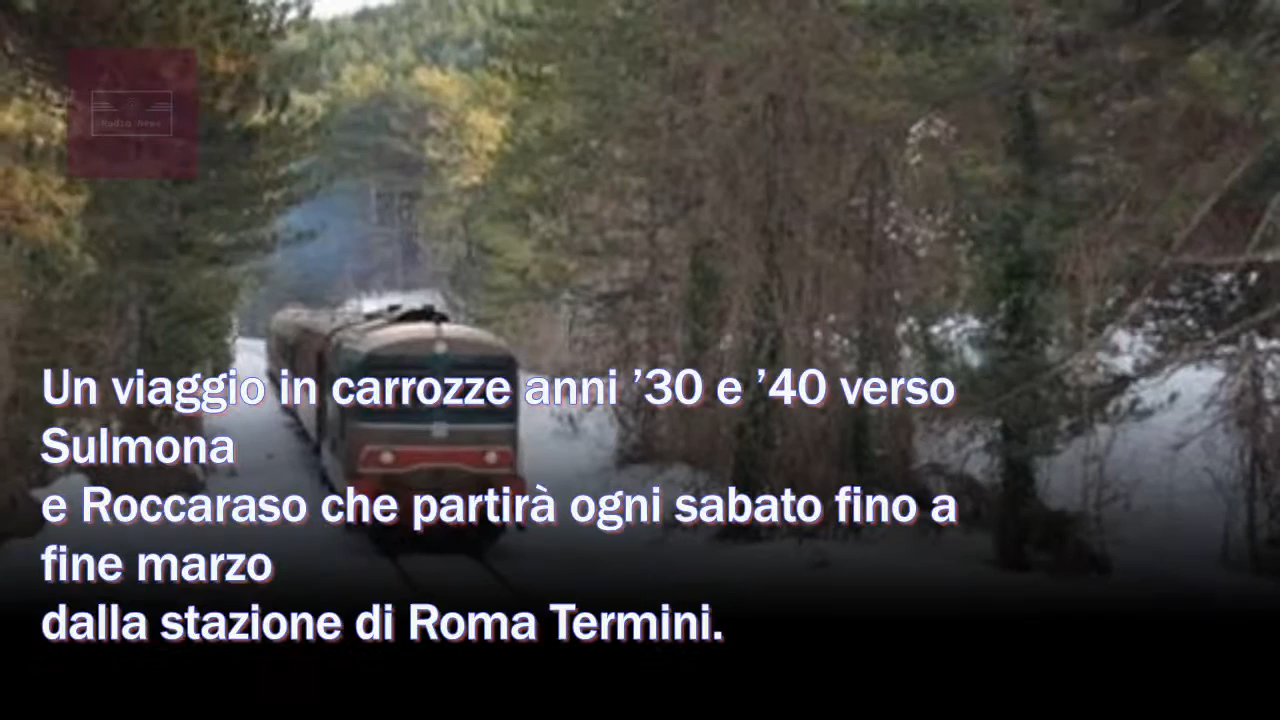 Un viaggio in carrozze anni ’30 e ’40 verso
Sulmona
e Roccaraso che partirà ogni sabato fino a
fine marzo
dalla stazione di Roma Termini.